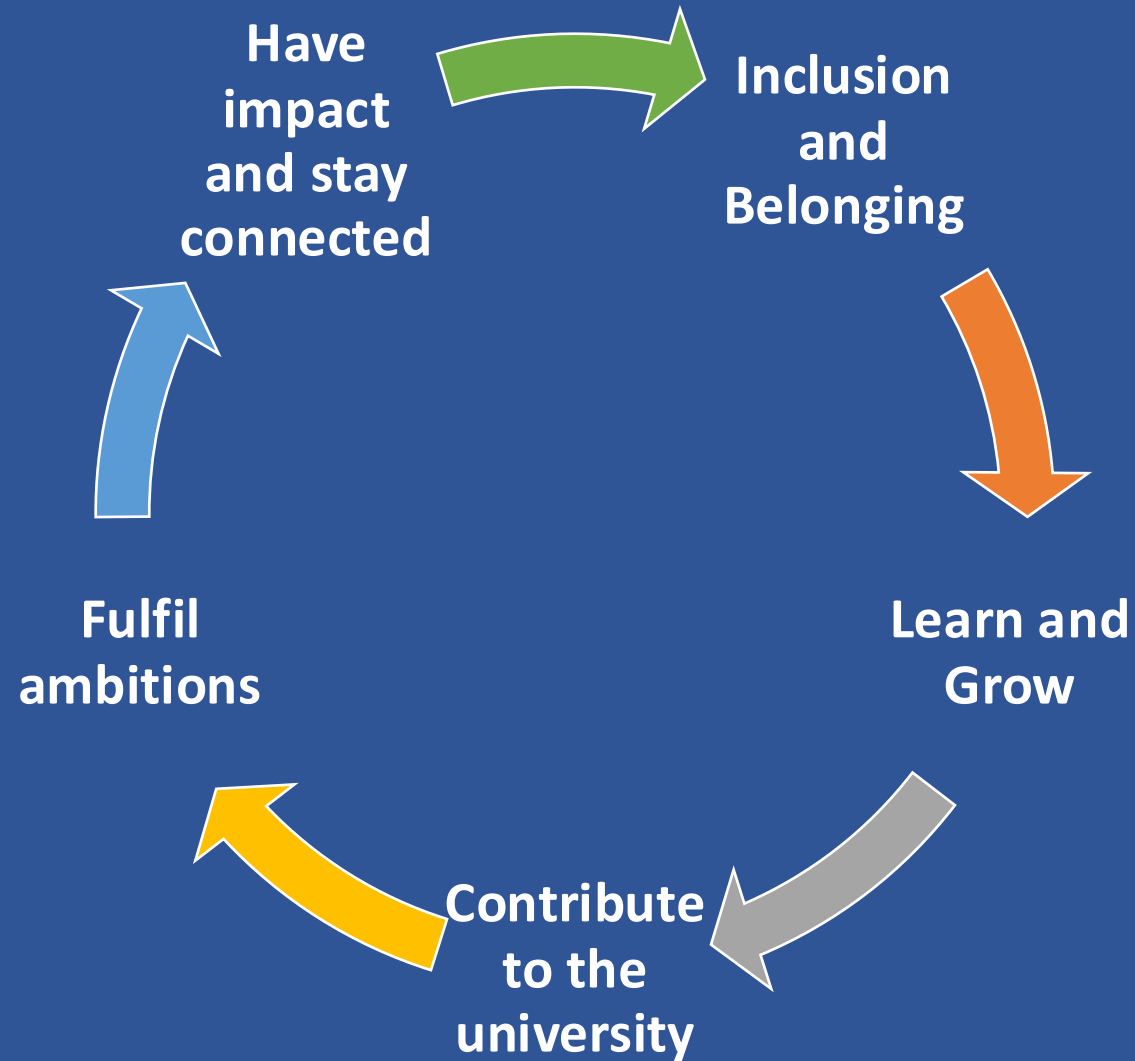 Have
impact
and stay
connected
Inclusion
and
Belonging
Learn and
Grow
Contribute
to the
university
Fulfil
ambitions